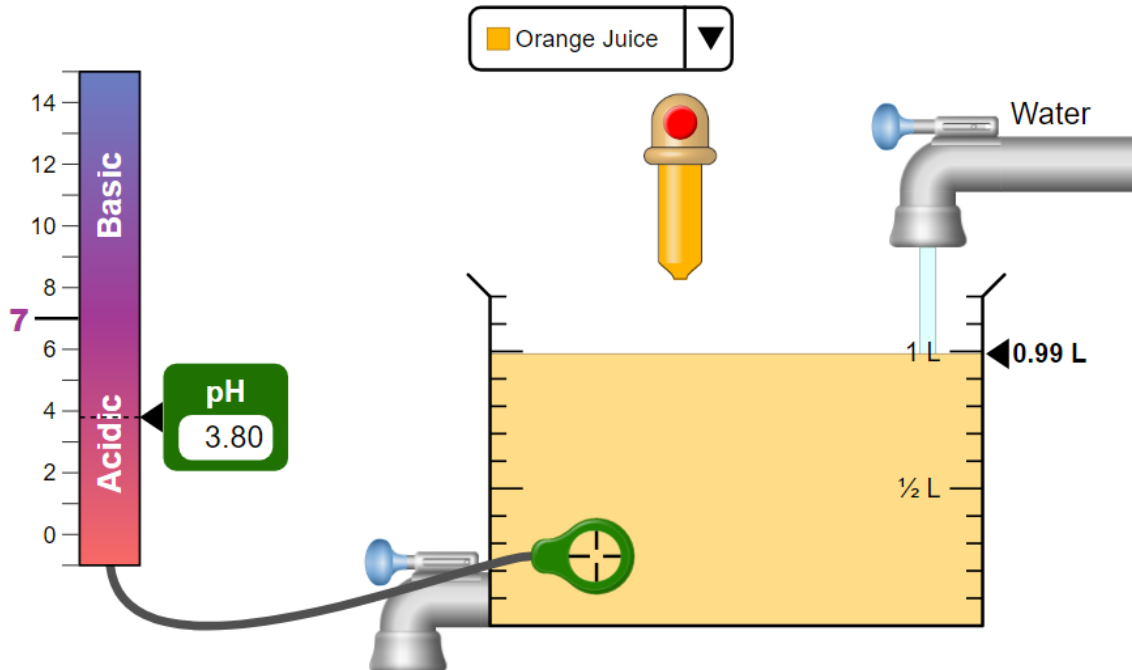 Orange Juice
Water
14
12
10
8
7
6
4
2
0
Basic
Acidic
pH
3.80
1 L
0.99 L
½ L